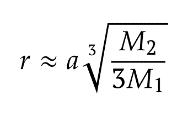 r ≈ a ∛(M₂ / 3M₁)